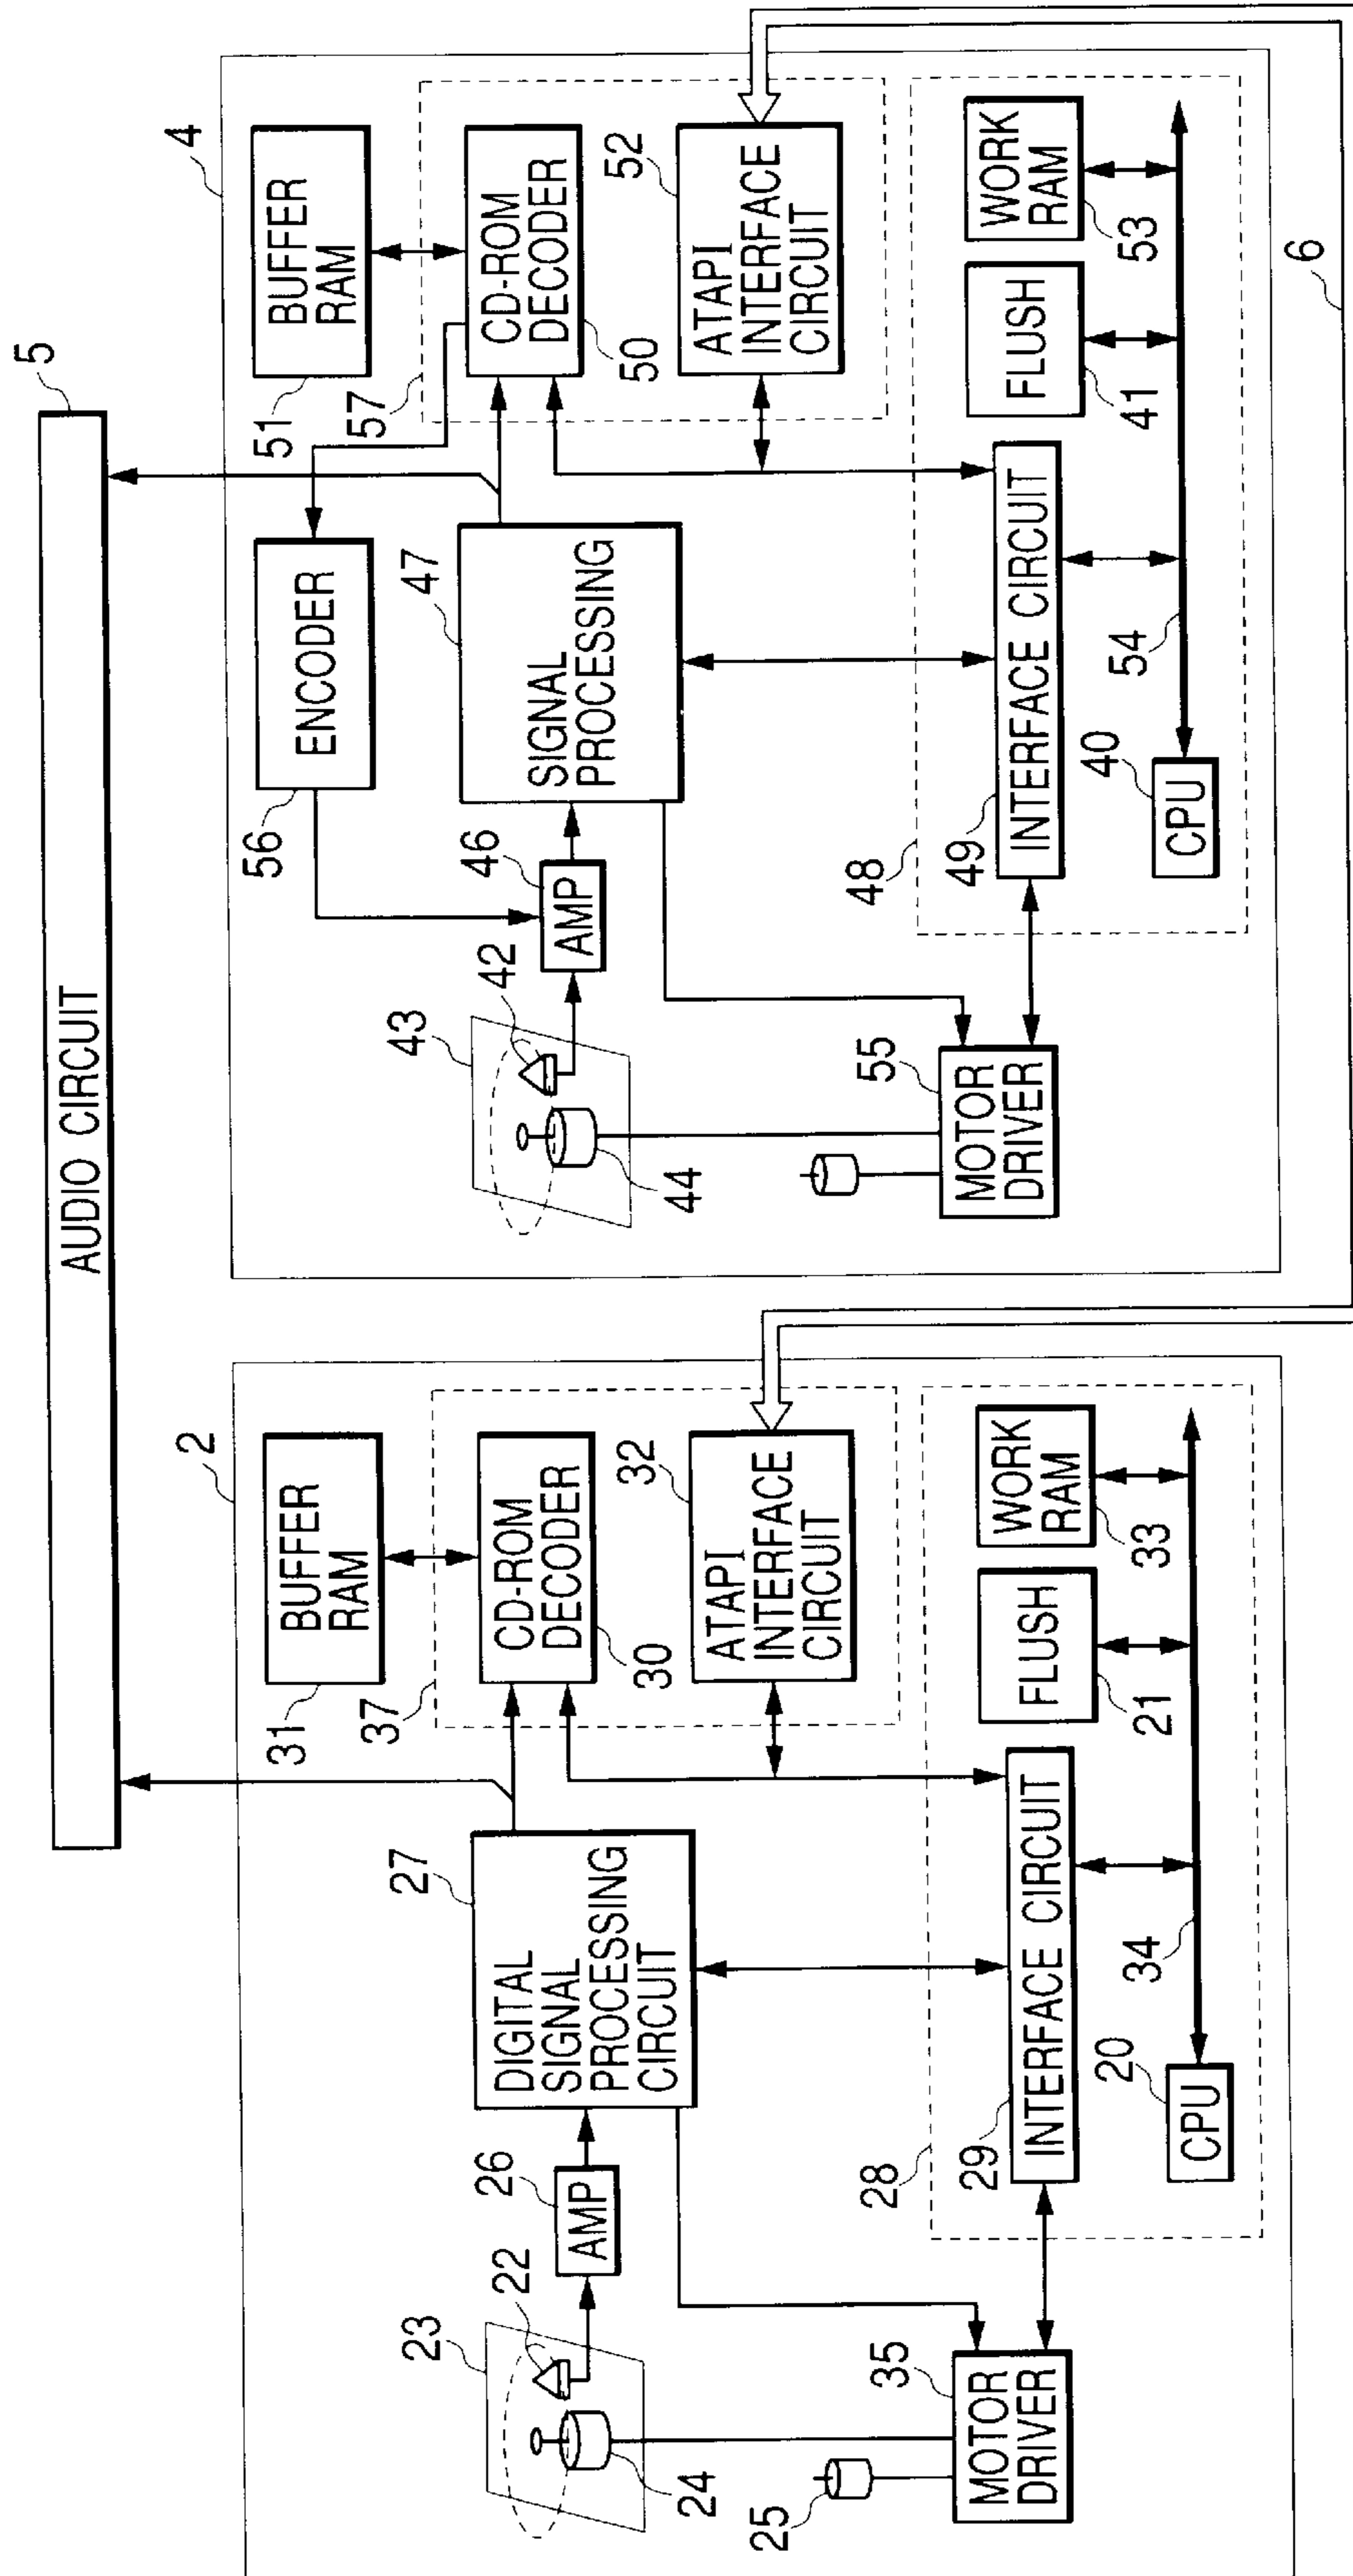 5
AUDIO CIRCUIT
2
31
BUFFER
RAM
37
CD-ROM
DECODER
30
27
DIGITAL
SIGNAL
PROCESSING
CIRCUIT
26
AMP
22
23
24
25
35
MOTOR
DRIVER
32
ATAPI
INTERFACE
CIRCUIT
28
29
INTERFACE CIRCUIT
FLUSH
21
WORK
RAM
33
34
20
CPU
4
56
ENCODER
51
BUFFER
RAM
57
CD-ROM
DECODER
50
47
SIGNAL
PROCESSING
46
AMP
42
43
44
55
MOTOR
DRIVER
52
ATAPI
INTERFACE
CIRCUIT
48
49
INTERFACE CIRCUIT
FLUSH
41
WORK
RAM
53
54
40
CPU
6